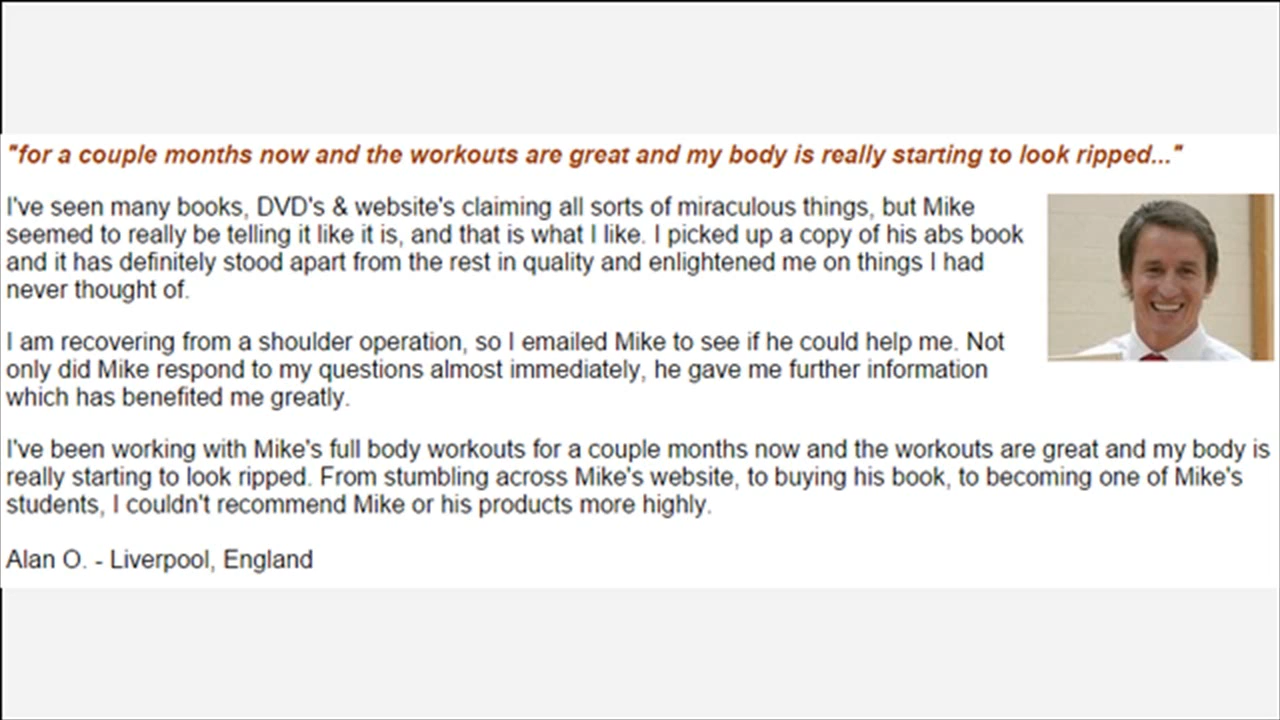 "for a couple months now and the workouts are great and my body is really starting to look ripped..."
I've seen many books, DVD's & website's claiming all sorts of miraculous things, but Mike
seemed to really be telling it like it is, and that is what I like. I picked up a copy of his abs book
and it has definitely stood apart from the rest in quality and enlightened me on things I had
never thought of.
I am recovering from a shoulder operation, so I emailed Mike to see if he could help me. Not
only did Mike respond to my questions almost immediately, he gave me further information
which has benefited me greatly.
I've been working with Mike's full body workouts for a couple months now and the workouts are great and my body is
really starting to look ripped. From stumbling across Mike's website, to buying his book, to becoming one of Mike's
students, I couldn't recommend Mike or his products more highly.
Alan O. - Liverpool, England